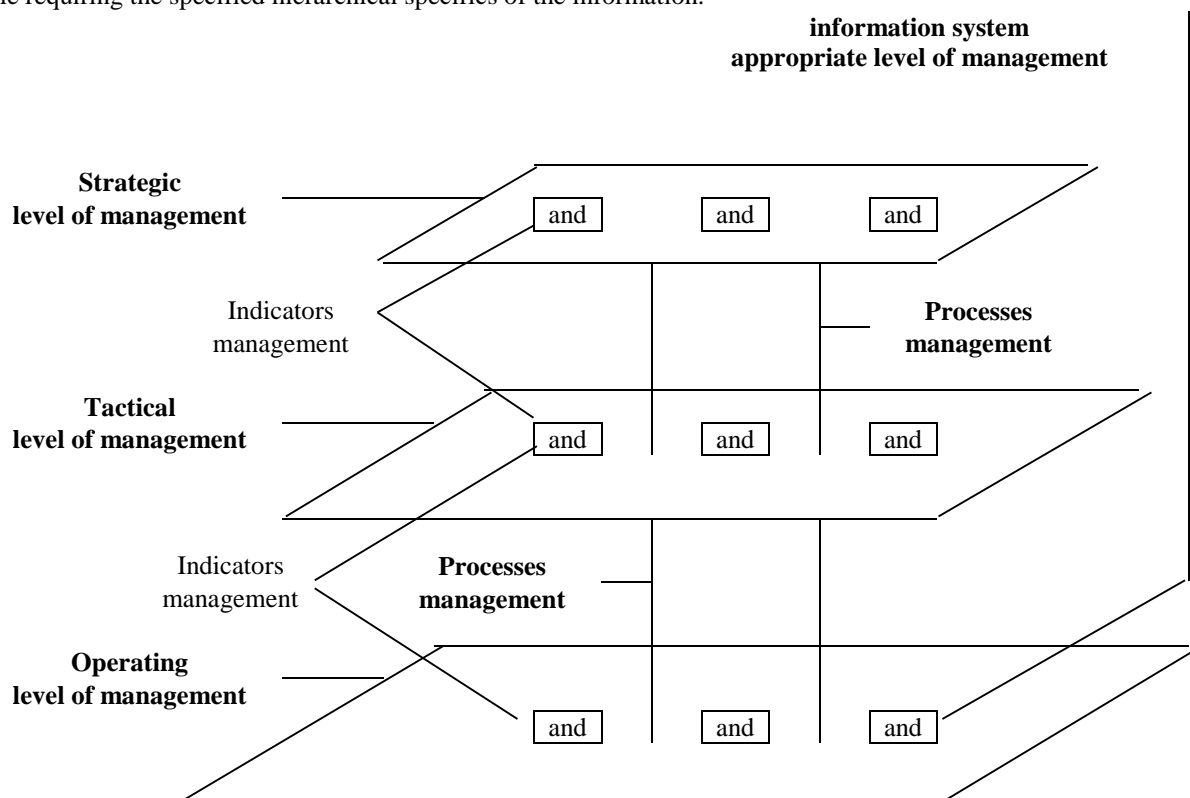 requiring the specified hierarchical specifics of the information.
information system
appropriate level of management
Strategic
level of management
and and and
Indicators
management
Processes
management
Tactical
level of management
and and and
Indicators
management
Processes
management
Operating
level of management
and and and